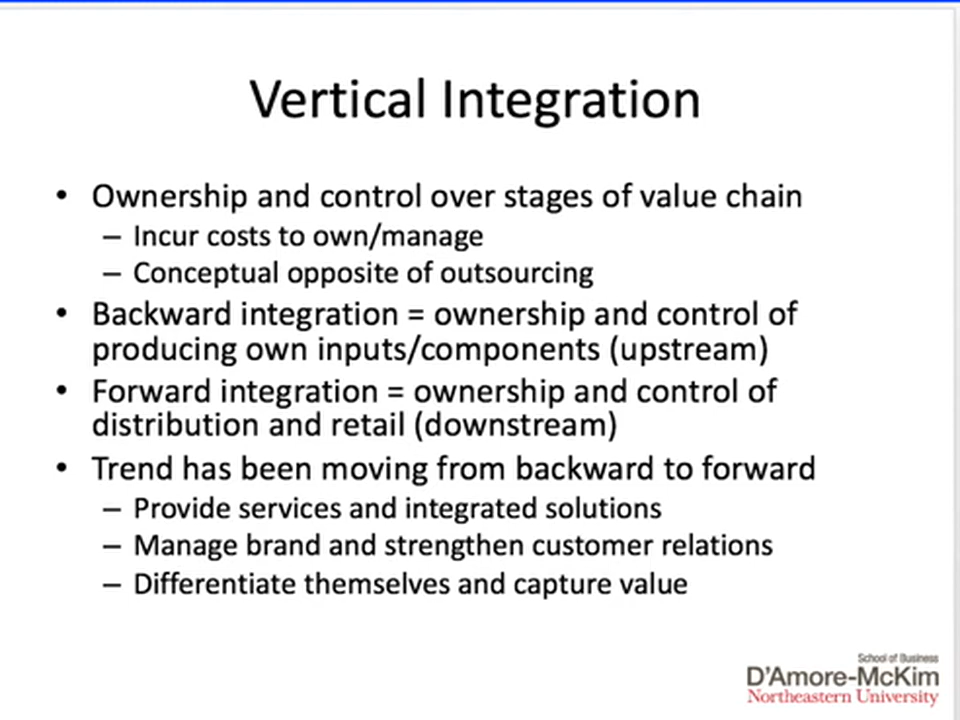 Vertical Integration
• Ownership and control over stages of value chain
– Incur costs to own/manage
– Conceptual opposite of outsourcing
• Backward integration = ownership and control of
producing own inputs/components (upstream)
• Forward integration = ownership and control of
distribution and retail (downstream)
• Trend has been moving from backward to forward
– Provide services and integrated solutions
– Manage brand and strengthen customer relations
– Differentiate themselves and capture value
School of Business
D'Amore-McKim
Northeastern University